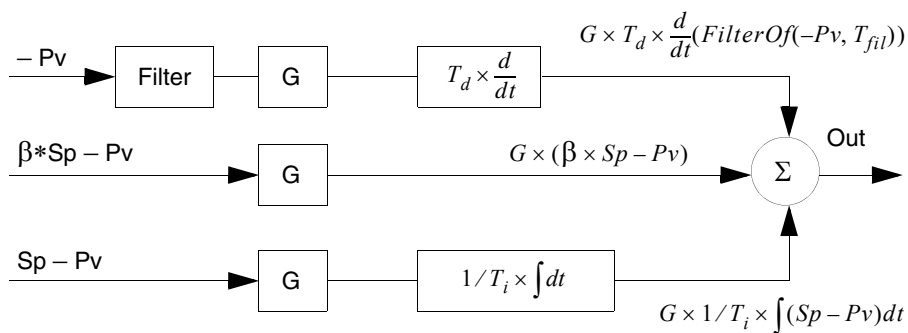 – Pv
Filter
G
T_d × d/dt
G × T_d × d/dt(FilterOf(–Pv, T_fil))
β*Sp – Pv
G
G × (β × Sp – Pv)
Σ
Out
Sp – Pv
G
1/T_i × ∫dt
G × 1/T_i × ∫(Sp – Pv)dt